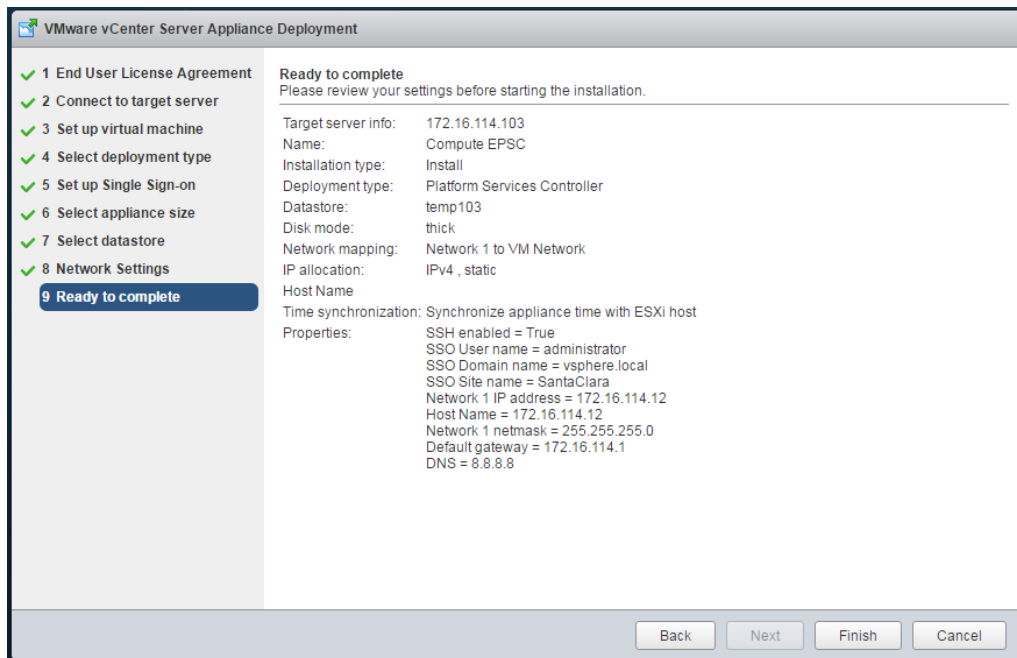 VMware vCenter Server Appliance Deployment
1 End User License Agreement
2 Connect to target server
3 Set up virtual machine
4 Select deployment type
5 Set up Single Sign-on
6 Select appliance size
7 Select datastore
8 Network Settings
9 Ready to complete
Ready to complete
Please review your settings before starting the installation.
Target server info: 172.16.114.103
Name: Compute EPSC
Installation type: Install
Deployment type: Platform Services Controller
Datastore: temp103
Disk mode: thick
Network mapping: Network 1 to VM Network
IP allocation: IPv4 , static
Host Name
Time synchronization: Synchronize appliance time with ESXi host
Properties: SSH enabled = True
SSO User name = administrator
SSO Domain name = vsphere.local
SSO Site name = SantaClara
Network 1 IP address = 172.16.114.12
Host Name = 172.16.114.12
Network 1 netmask = 255.255.255.0
Default gateway = 172.16.114.1
DNS = 8.8.8.8
Back Next Finish Cancel